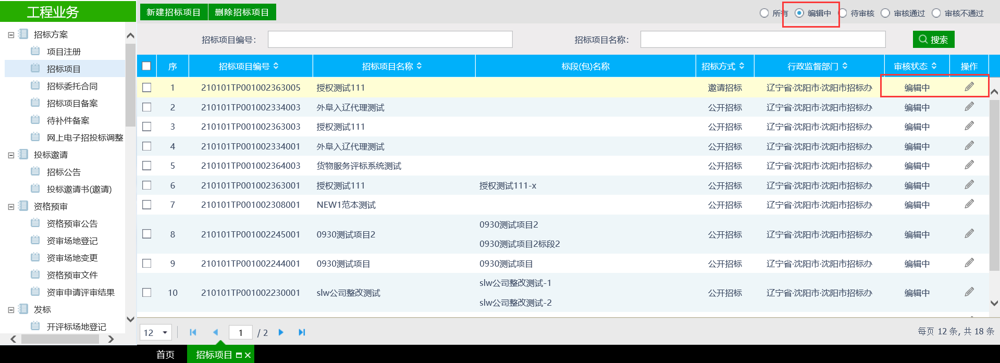 工程业务
招标方案
项目注册
招标项目
招标委托合同
招标项目备案
待补件备案
网上电子招投标调整
投标邀请
招标公告
投标邀请书(邀请)
资格预审
资格预审公告
资审场地登记
资审场地变更
资格预审文件
资审申请评审结果
发标
开评标场地登记
新建招标项目 删除招标项目
所有 编辑中 待审核 审核通过 审核不通过
招标项目编号: 招标项目名称: 搜索
序 招标项目编号 招标项目名称 标段(包)名称 招标方式 行政监督部门 审核状态 操作
1 210101TP001002363005 授权测试111 邀请招标 辽宁省·沈阳市·沈阳市招标办 编辑中
2 210101TP001002334003 外阜入辽代理测试 公开招标 辽宁省·沈阳市·沈阳市招标办 编辑中
3 210101TP001002363003 授权测试111 公开招标 辽宁省·沈阳市·沈阳市招标办 编辑中
4 210101TP001002334001 外阜入辽代理测试 公开招标 辽宁省·沈阳市·沈阳市招标办 编辑中
5 210101TP001002364003 货物服务评标系统测试 公开招标 辽宁省·沈阳市·沈阳市招标办 编辑中
6 210101TP001002363001 授权测试111 授权测试111-x 公开招标 辽宁省·沈阳市·沈阳市招标办 编辑中
7 210101TP001002308001 NEW1范本测试 公开招标 辽宁省·沈阳市·沈阳市招标办 编辑中
0930测试项目2
8 210101TP001002245001 0930测试项目2 公开招标 辽宁省·沈阳市·沈阳市招标办 编辑中
0930测试项目2标段2
9 210101TP001002244001 0930测试项目 0930测试项目 公开招标 辽宁省·沈阳市·沈阳市招标办 编辑中
slw公司整改测试-1
10 210101TP001002230001 slw公司整改测试 公开招标 辽宁省·沈阳市·沈阳市招标办 编辑中
slw公司整改测试-2
12 1 / 2 每页 12 条, 共 18 条
首页 招标项目